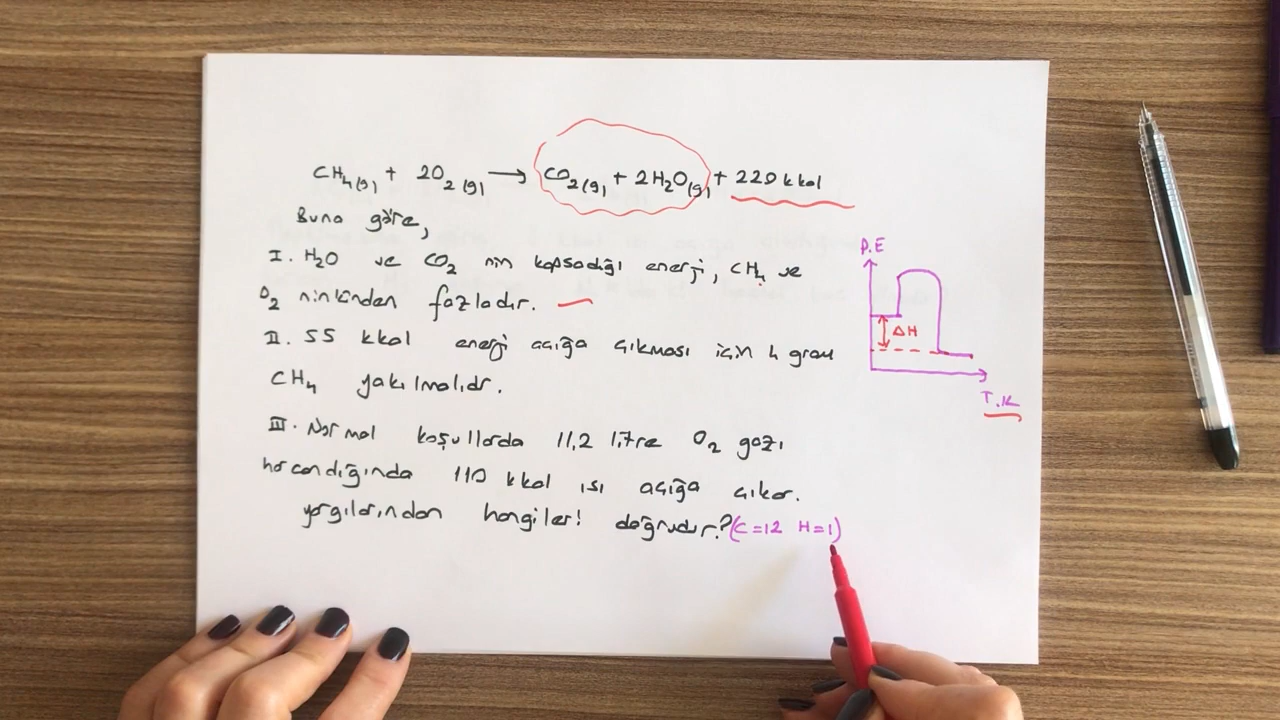 CH₄(g) + 2O₂(g) → CO₂(g) + 2H₂O(g) + 220 kkal
Buna göre,
I. H₂O ve CO₂ nin kapsadığı enerji, CH₄ ve
O₂ ninkinden fazladır.
II. 55 kkal enerji açığa çıkması için 4 gram
CH₄ yakılmalıdır.
III. Normal koşullarda 11,2 litre O₂ gazı
harcandığında 110 kkal ısı açığa çıkar.
yargılarından hangileri doğrudur? (C=12 H=1)
P.E
ΔH
T.K